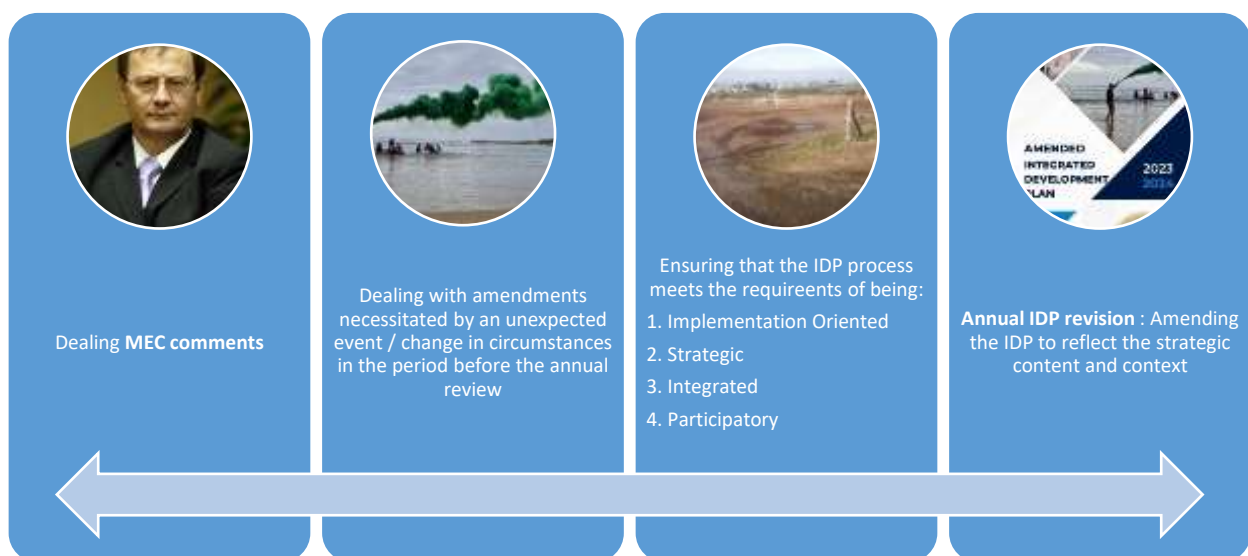 Dealing MEC comments
Dealing with amendments
necessitated by an unexpected
event / change in circumstances
in the period before the annual
review
Ensuring that the IDP process
meets the requireents of being:
1. Implementation Oriented
2. Strategic
3. Integrated
4. Participatory
AMENDED
INTEGRATED
DEVELOPMENT
PLAN
2023
2024
Annual IDP revision : Amending
the IDP to reflect the strategic
content and context